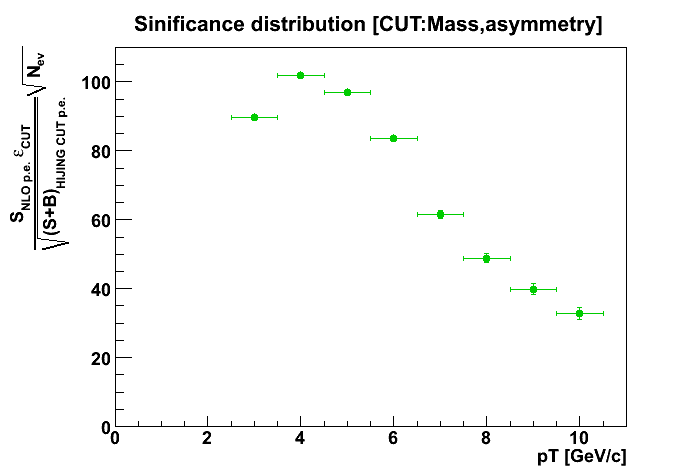 Sinificance distribution [CUT:Mass,asymmetry]
S_NLO p.e. ε_CUT
√(S+B)_HIJING CUT p.e.
√N_ev
100
80
60
40
20
0
0 2 4 6 8 10
pT [GeV/c]